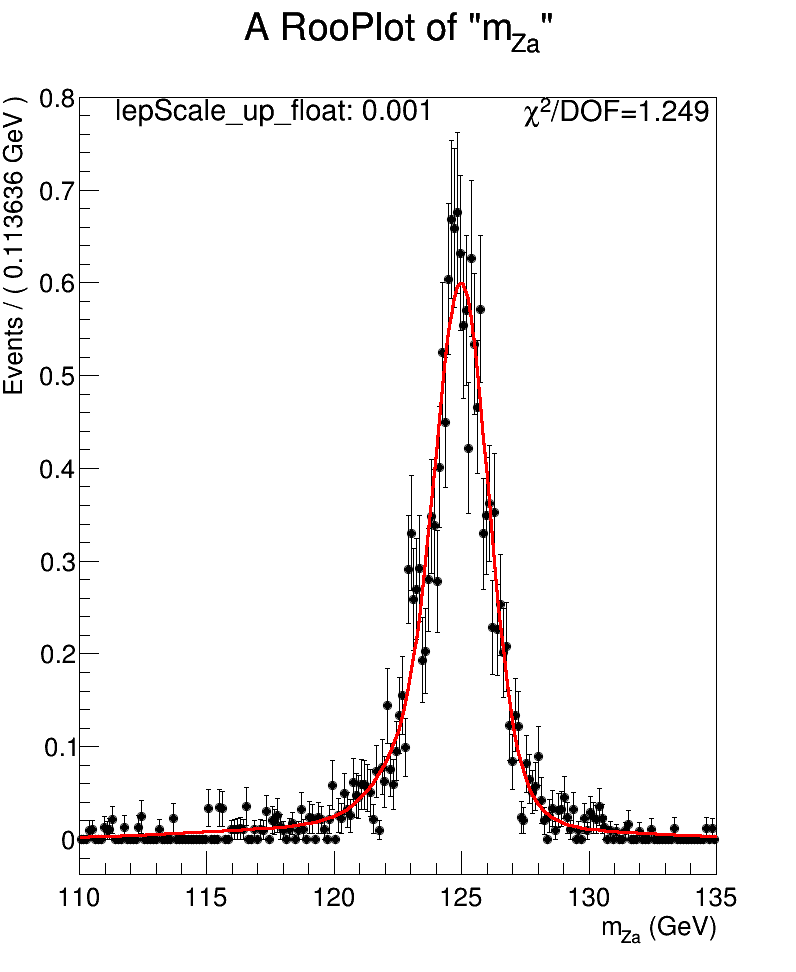 A RooPlot of "m_Za"
lepScale_up_float: 0.001
χ²/DOF=1.249
Events / ( 0.113636 GeV )
0.8
0.7
0.6
0.5
0.4
0.3
0.2
0.1
0
110 115 120 125 130 135
m_Za (GeV)